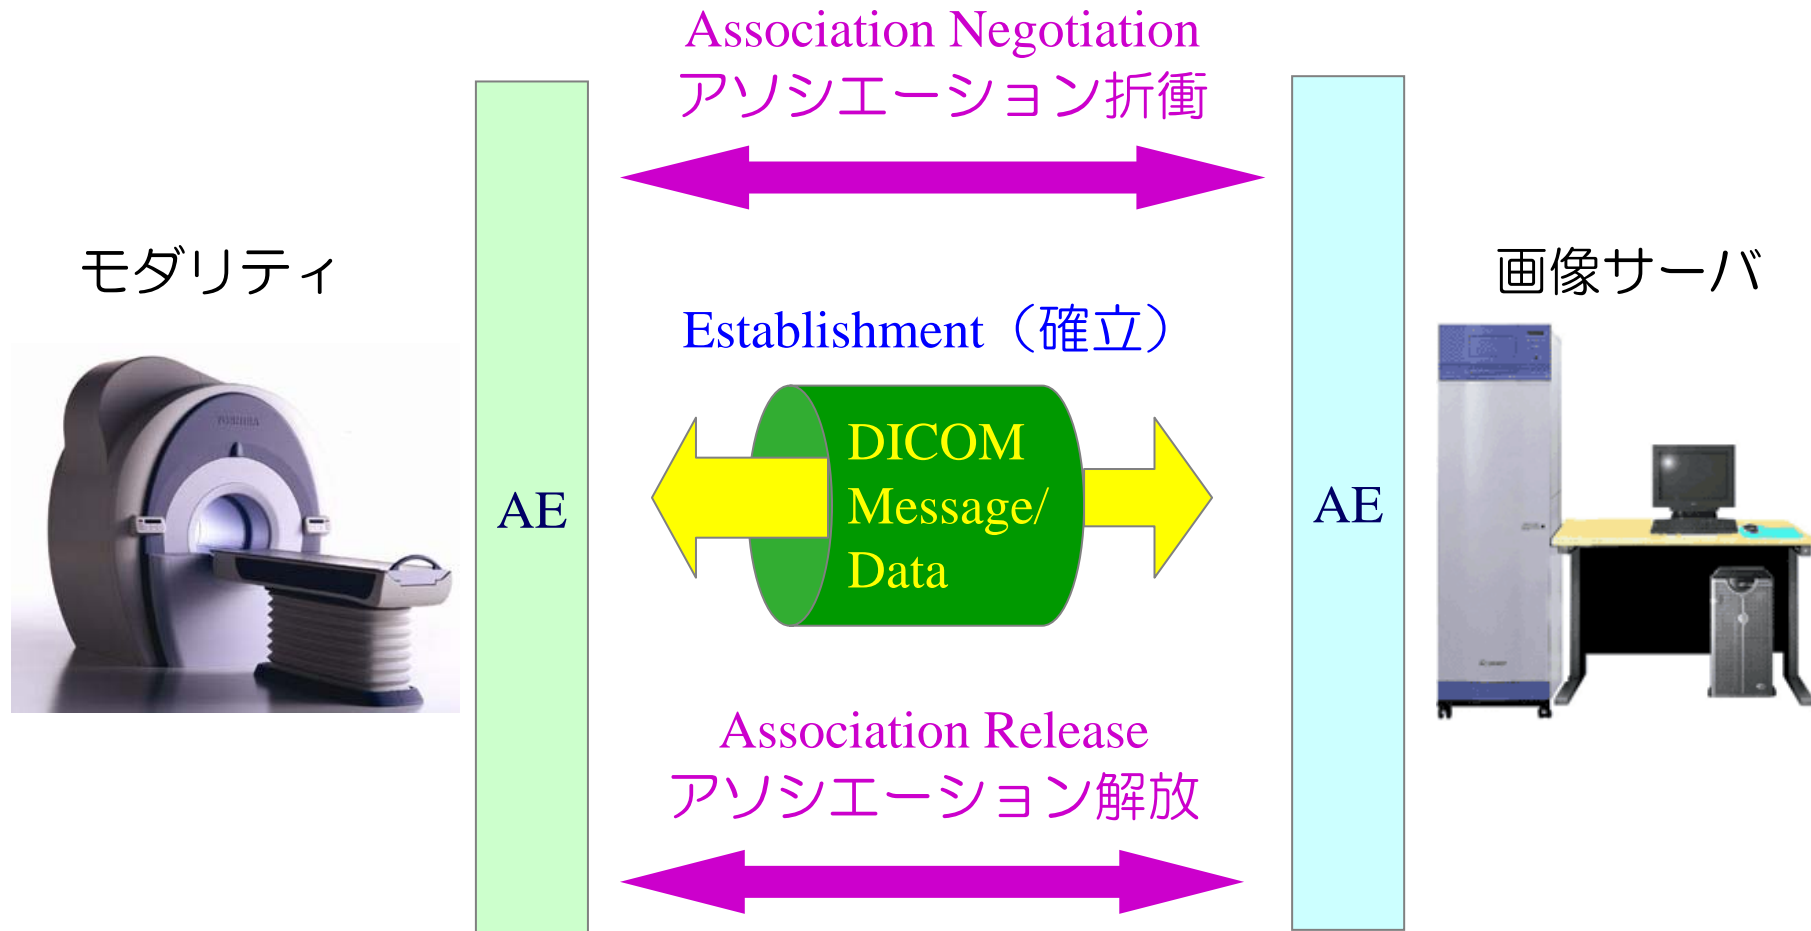 Association Negotiation
アソシエーション折衝
モダリティ
画像サーバ
Establishment（確立）
TOSHIBA
AE
DICOM
Message/
Data
AE
Association Release
アソシエーション解放